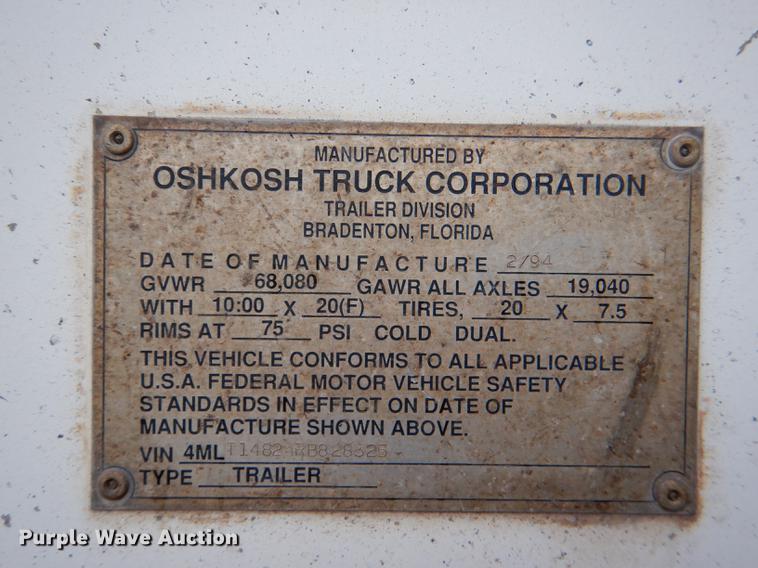 MANUFACTURED BY
OSHKOSH TRUCK CORPORATION
TRAILER DIVISION
BRADENTON, FLORIDA
DATE OF MANUFACTURE 2/94
GVWR 68,080 GAWR ALL AXLES 19,040
WITH 10:00 X 20(F) TIRES, 20 X 7.5
RIMS AT 75 PSI COLD DUAL.
THIS VEHICLE CONFORMS TO ALL APPLICABLE
U.S.A. FEDERAL MOTOR VEHICLE SAFETY
STANDARDS IN EFFECT ON DATE OF
MANUFACTURE SHOWN ABOVE.
VIN 4ML
TYPE TRAILER
Purple Wave Auction